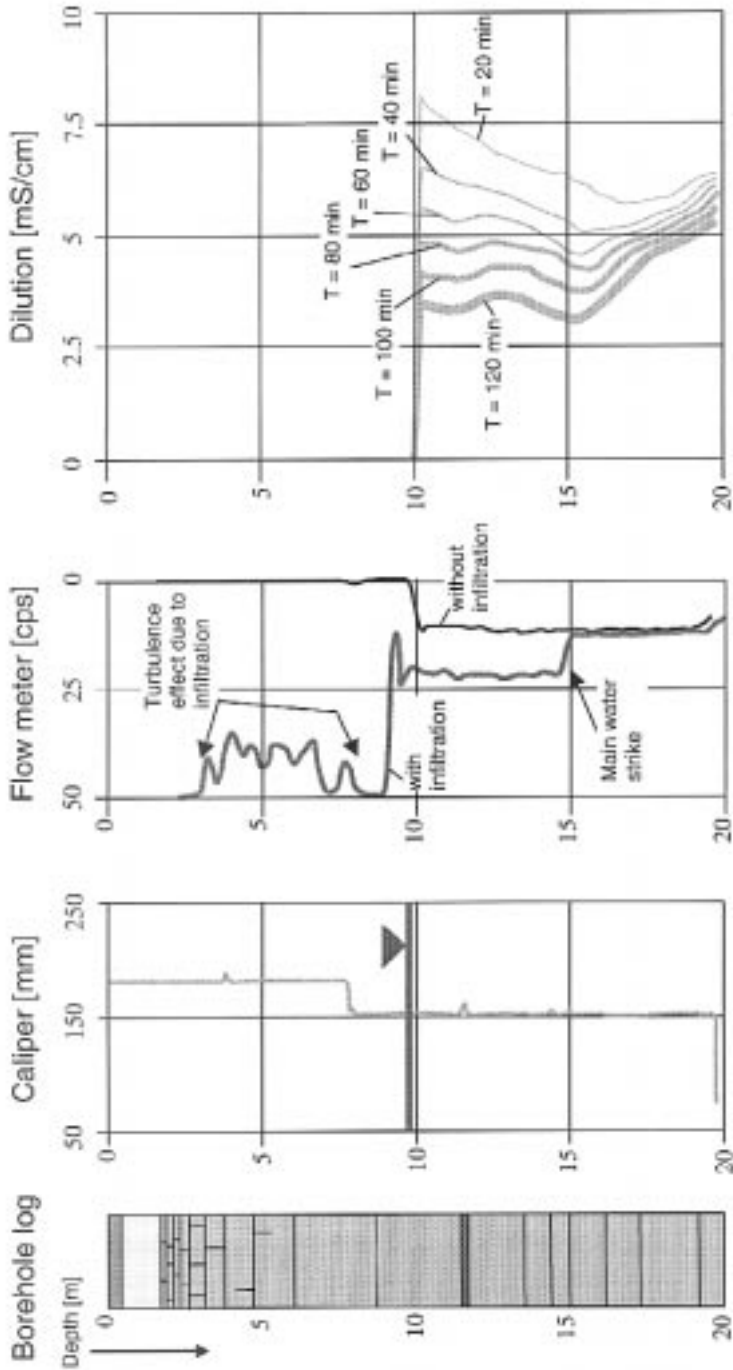 Borehole log
Depth [m]
0
5
10
15
20
Caliper [mm]
50
150
250
0
5
10
15
20
Flow meter [cps]
50
25
0
Turbulence
effect due to
infiltration
with
infiltration
without
infiltration
Main water
strike
0
5
10
15
20
Dilution [mS/cm]
0
2.5
5
7.5
10
T = 120 min
T = 100 min
T = 80 min
T = 60 min
T = 40 min
T = 20 min
0
5
10
15
20